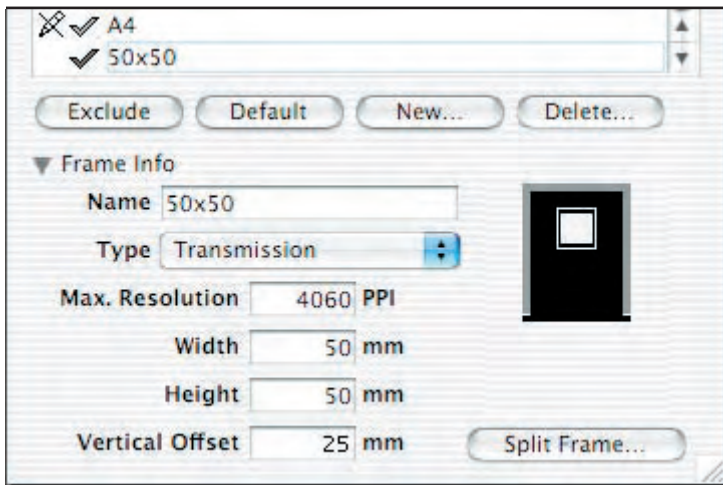 A4
50x50
Exclude Default New... Delete...
Frame Info
Name 50x50
Type Transmission
Max. Resolution 4060 PPI
Width 50 mm
Height 50 mm
Vertical Offset 25 mm Split Frame...